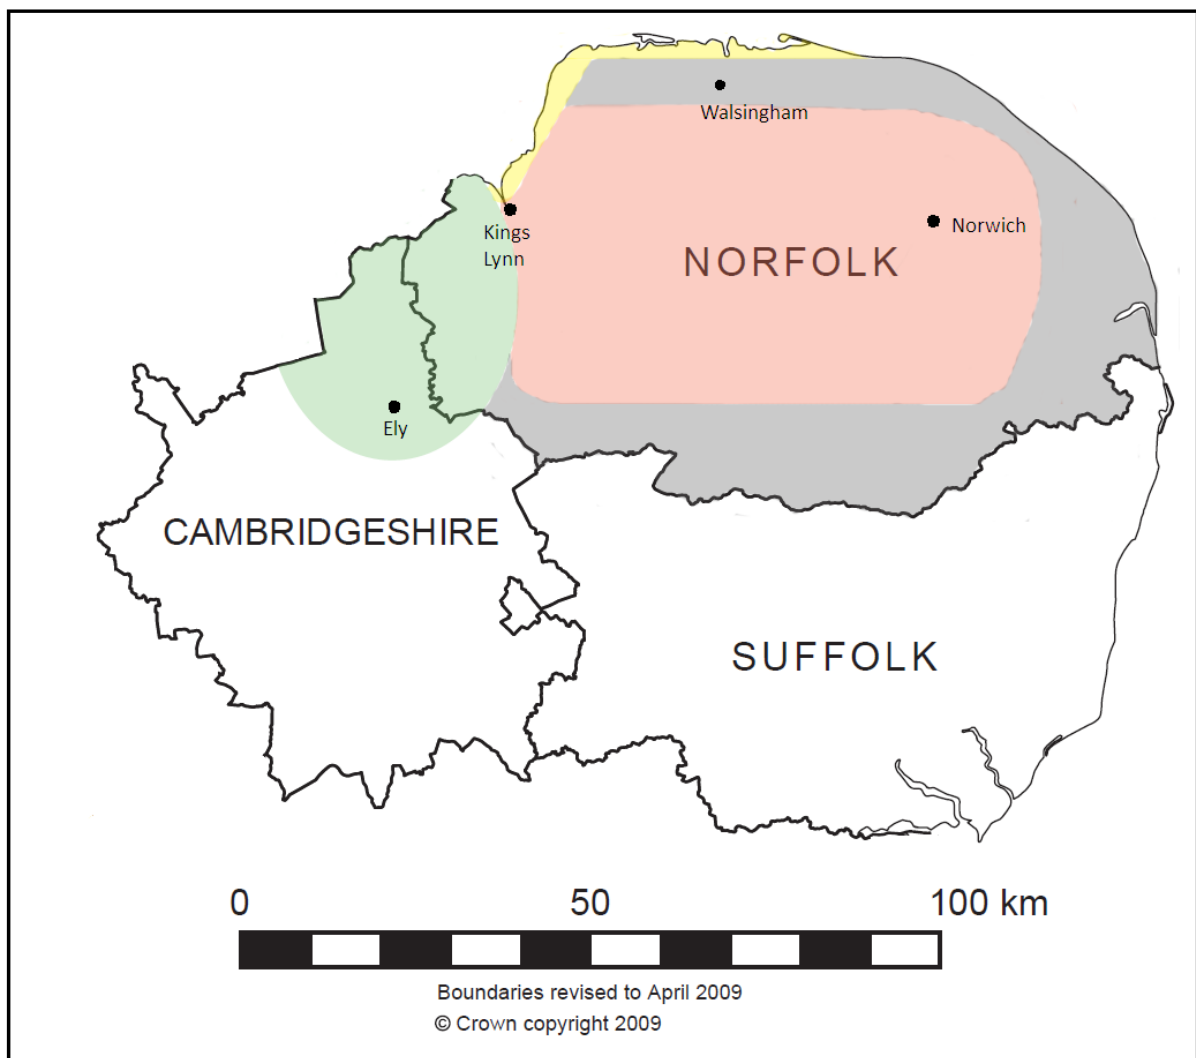 Walsingham
Kings
Lynn
Norwich
NORFOLK
Ely
CAMBRIDGESHIRE
SUFFOLK
0 50 100 km
Boundaries revised to April 2009
© Crown copyright 2009